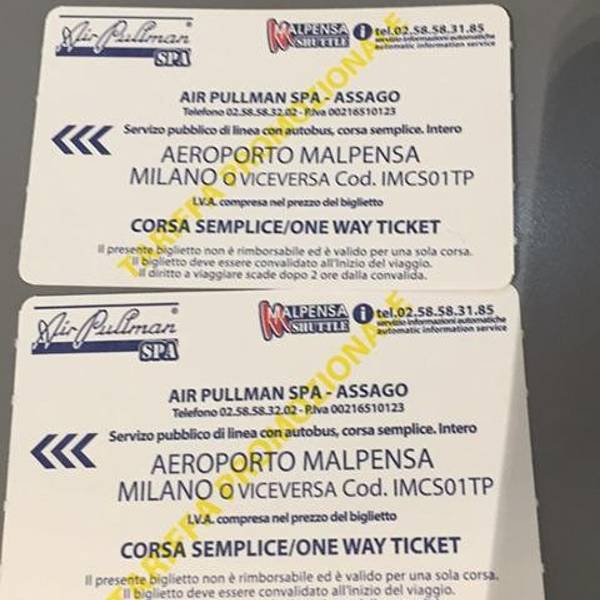 Air Pullman
SPA
MALPENSA
SHUTTLE
i tel.02.58.58.31.85
servizio informazioni automatiche
automatic information service
AIR PULLMAN SPA - ASSAGO
Telefono 02.58.58.32.02 - P.Iva 00216510123
Servizo pubblico di linea con autobus, corsa semplice. Intero
AEROPORTO MALPENSA
MILANO O VICEVERSA Cod. IMCS01TP
I.V.A. compresa nel prezzo del biglietto
CORSA SEMPLICE/ONE WAY TICKET
Il presente biglietto non è rimborsabile ed è valido per una sola corsa.
Il biglietto deve essere convalidato all'inizio del viaggio.
Il diritto a viaggiare scade dopo 2 ore dalla convalida.
TARIFFA PROMOZIONALE
Air Pullman
SPA
MALPENSA
SHUTTLE
i tel.02.58.58.31.85
servizio informazioni automatiche
automatic information service
AIR PULLMAN SPA - ASSAGO
Telefono 02.58.58.32.02 - P.Iva 00216510123
Servizo pubblico di linea con autobus, corsa semplice. Intero
AEROPORTO MALPENSA
MILANO O VICEVERSA Cod. IMCS01TP
I.V.A. compresa nel prezzo del biglietto
CORSA SEMPLICE/ONE WAY TICKET
Il presente biglietto non è rimborsabile ed è valido per una sola corsa.
Il biglietto deve essere convalidato all'inizio del viaggio.
TARIFFA PROMOZIONALE